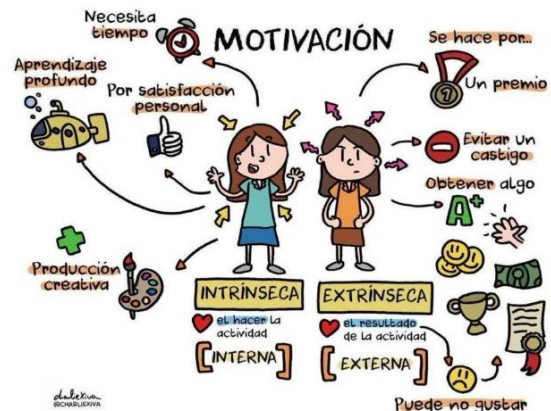 MOTIVACIÓN
Necesita
tiempo
Aprendizaje
profundo
Por satisfacción
personal
+ Producción
creativa
INTRÍNSECA
el hacer la
actividad
[INTERNA]
Se hace por...
1
Un premio
Evitar un
castigo
Obtener algo
A+
EXTRÍNSECA
el resultado
de la actividad
[EXTERNA]
Puede no gustar
@CHARLIEXIVA